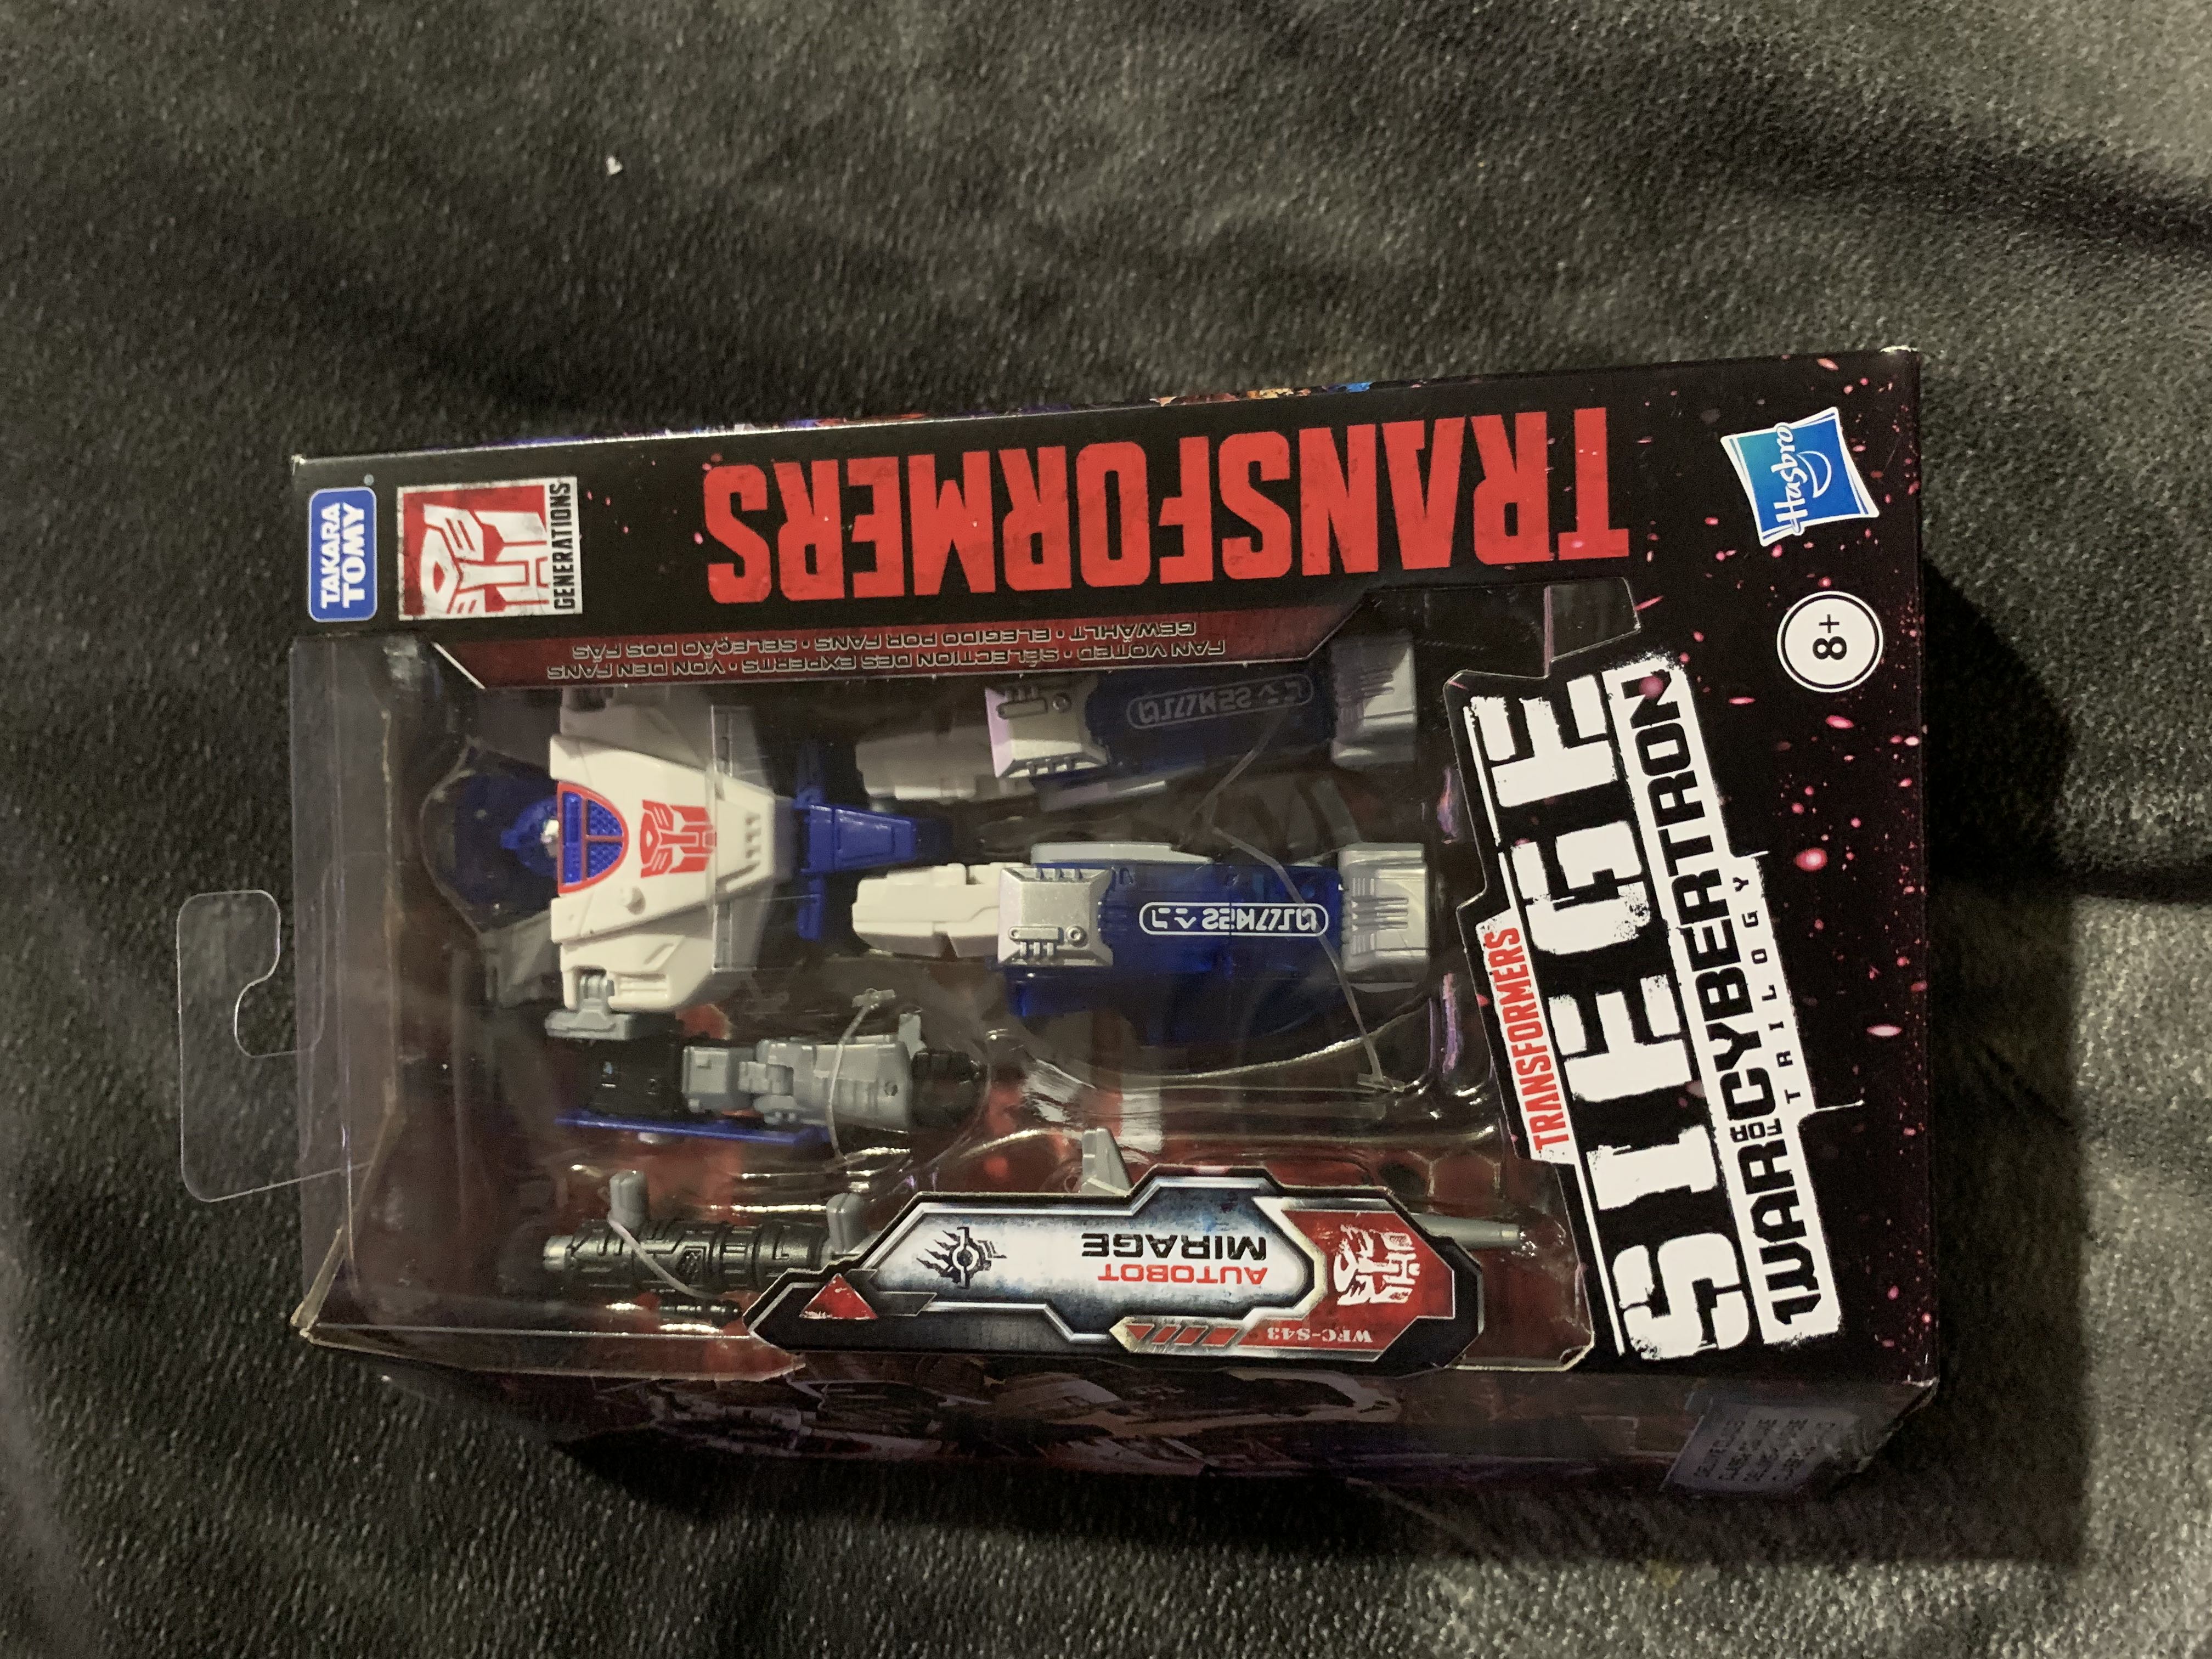 TAKARA
TOMY
GENERATIONS
TRANSFORMERS
Hasbro
8+
FAN VOTED • SÉLECTION DES EXPERTS • VON DEN FANS
GEWÄHLT • ELEGIDO POR FANS • SELEÇÃO DOS FÃS
TRANSFORMERS
SIEGE
WAR FOR CYBERTRON
TRILOGY
WFC-S43
AUTOBOT
MIRAGE